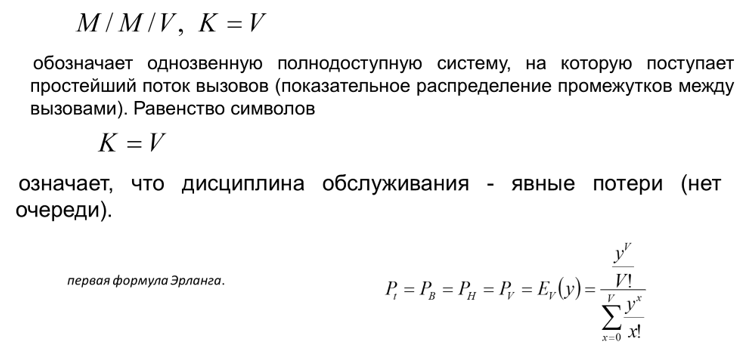 M / M / V, K = V
обозначает однозвенную полнодоступную систему, на которую поступает
простейший поток вызовов (показательное распределение промежутков между
вызовами). Равенство символов
K = V
означает, что дисциплина обслуживания - явные потери (нет
очереди).
первая формула Эрланга.
P_t = P_B = P_H = P_V = E_V(y) = \frac{\frac{y^V}{V!}}{\sum_{x=0}^{V} \frac{y^x}{x!}}